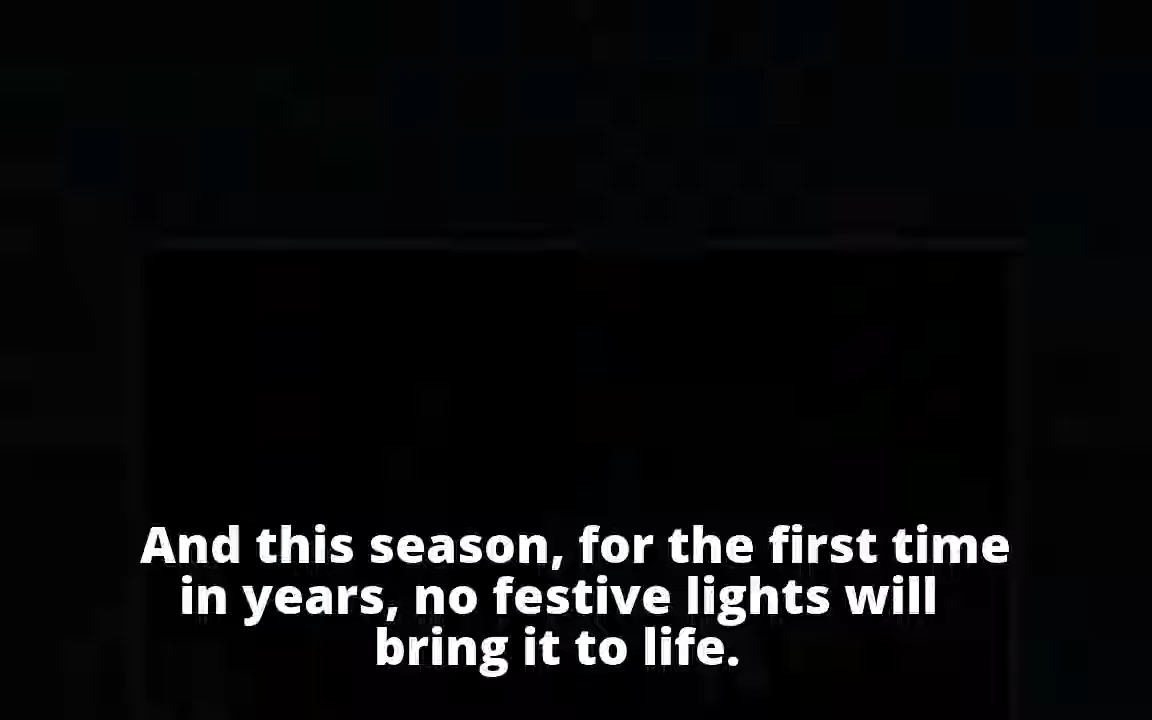 And this season, for the first time
in years, no festive lights will
bring it to life.